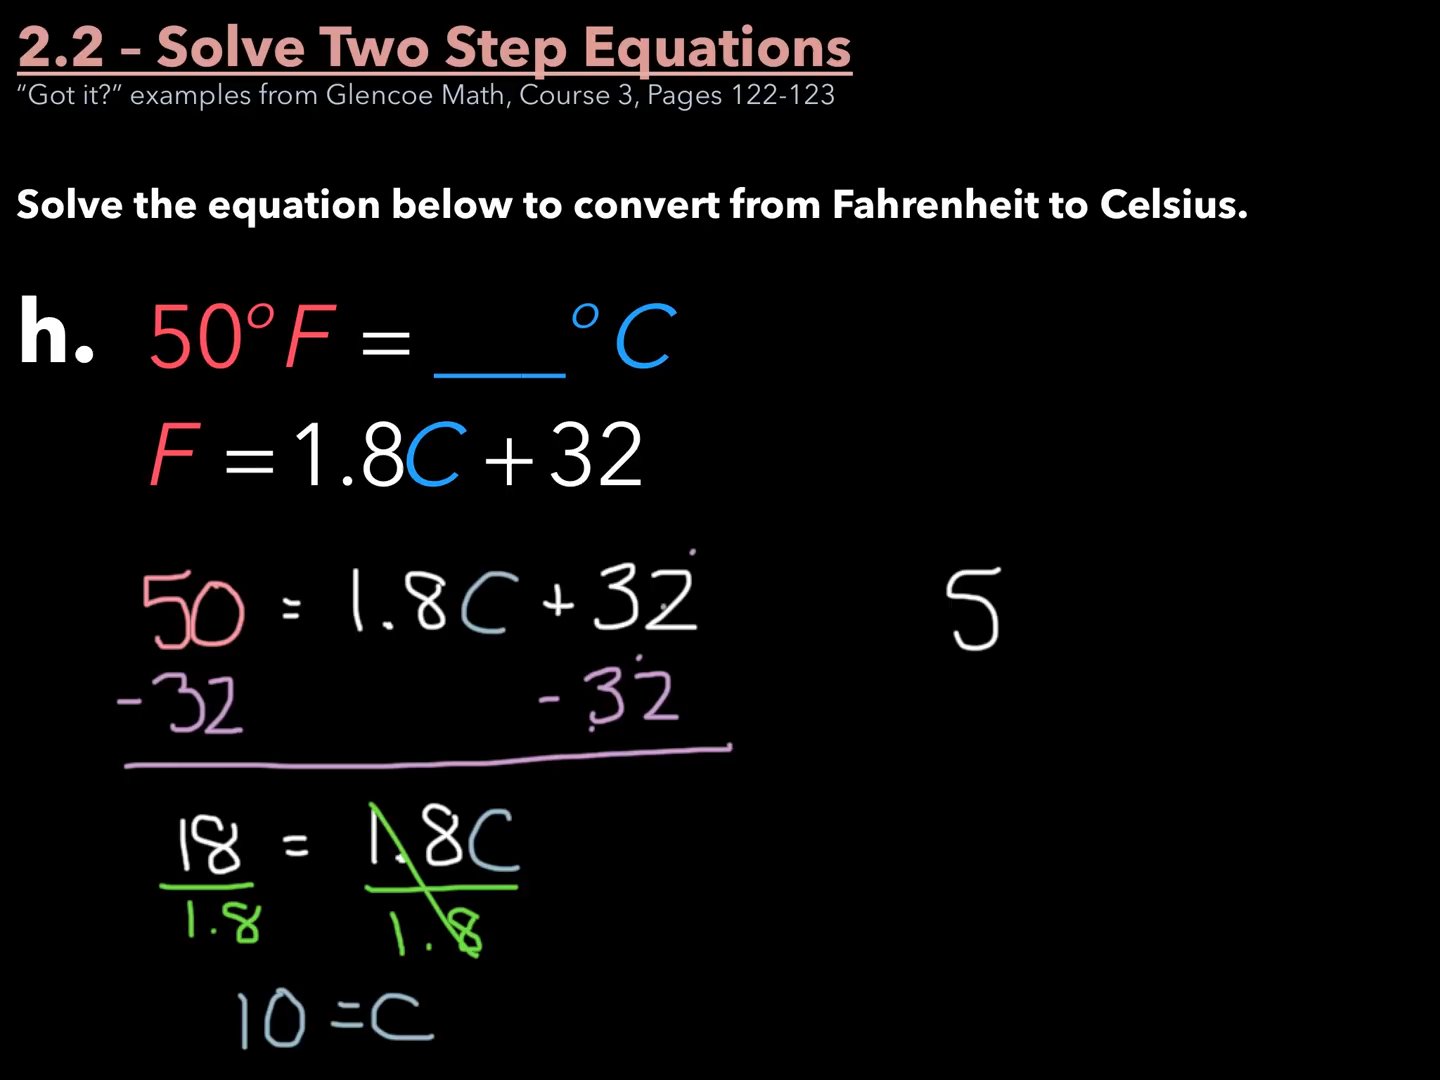 2.2 – Solve Two Step Equations
“Got it?” examples from Glencoe Math, Course 3, Pages 122-123
Solve the equation below to convert from Fahrenheit to Celsius.
h. 50°F = ___°C
F = 1.8C + 32
50 = 1.8C + 32 5
-32 - 32
18 = 1.8C
1.8 1.8
10 = C